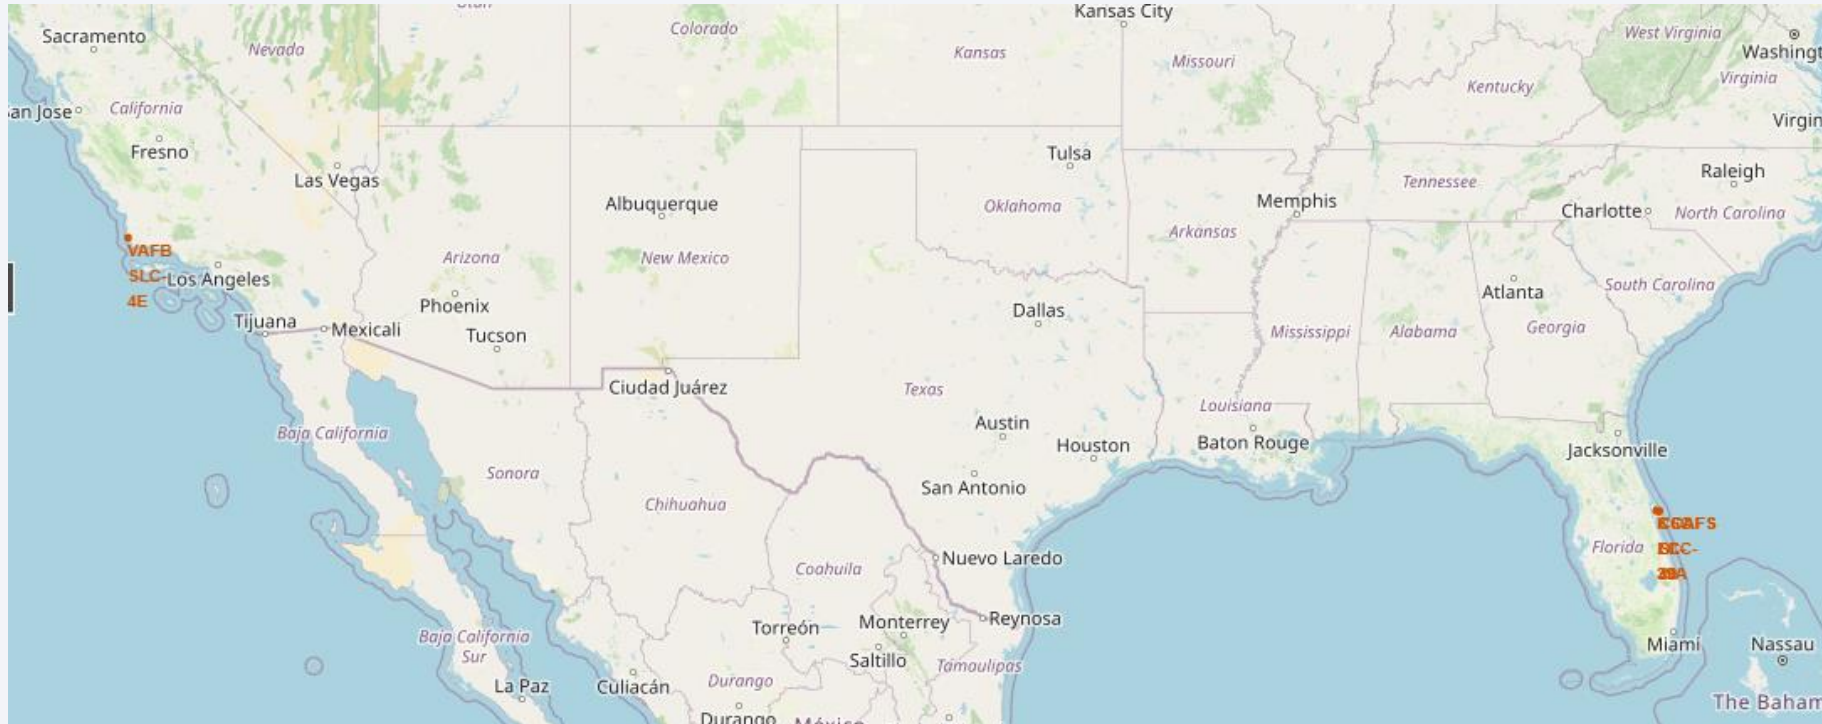 Utah
Kansas City
Sacramento
Colorado
West Virginia
Nevada
Kansas
Washingt
Missouri
Virginia
Kentucky
California
San Jose
Virgin
Fresno
Tulsa
Las Vegas
Raleigh
Tennessee
Albuquerque
Memphis
Oklahoma
Charlotte
North Carolina
Arkansas
VAFB
SLC-
4E
Arizona
New Mexico
Los Angeles
South Carolina
Atlanta
Phoenix
Dallas
Tijuana
Mexicali
Tucson
Mississippi
Alabama
Georgia
Ciudad Juárez
Texas
Louisiana
Austin
Baja California
Houston
Baton Rouge
Jacksonville
Sonora
San Antonio
Chihuahua
Florida
Nuevo Laredo
Coahuila
Reynosa
Monterrey
Torreón
Baja California
Sur
Miami
Nassau
Saltillo
Tamaulipas
Durango
La Paz
Culiacán
The Baham
Durango
México